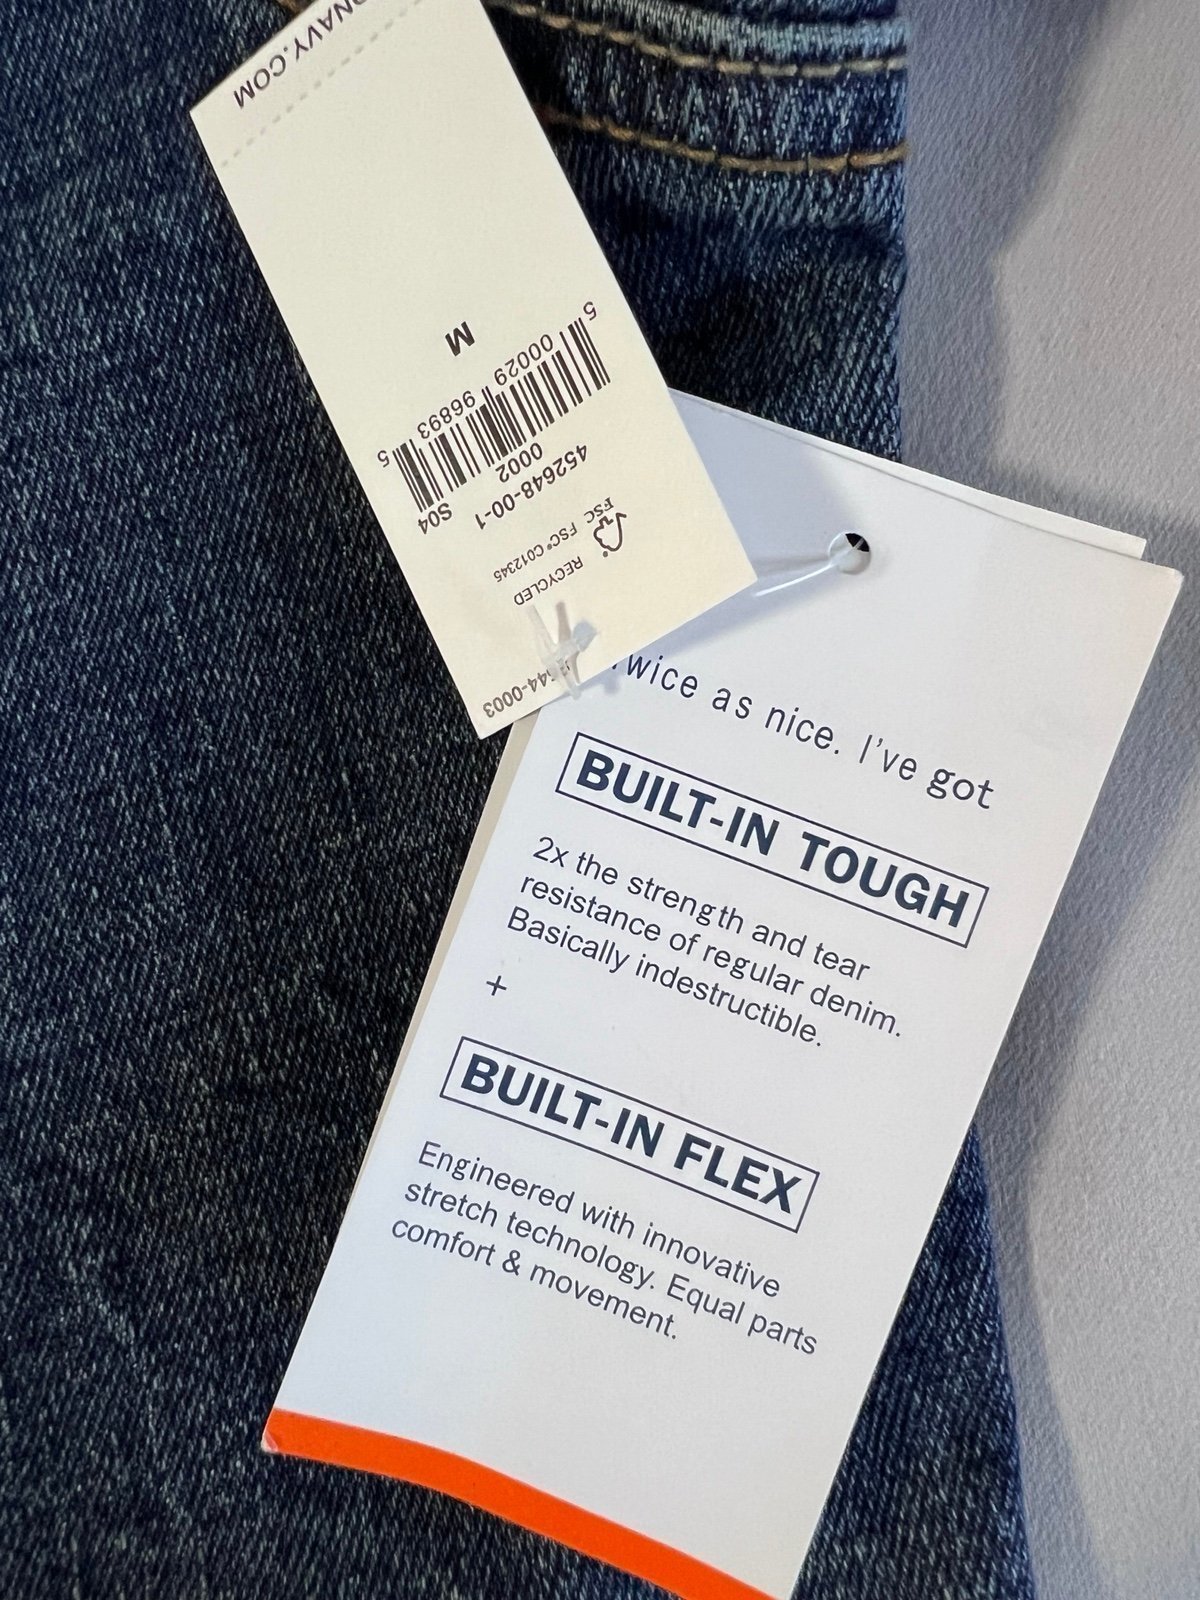 NAVY.COM
M
5 00029 96893 5
0002 S04
452648-00-1
FSC FSC® C012345
RECYCLED
44-0003
Twice as nice. I've got
BUILT-IN TOUGH
2x the strength and tear
resistance of regular denim.
Basically indestructible.
+
BUILT-IN FLEX
Engineered with innovative
stretch technology. Equal parts
comfort & movement.